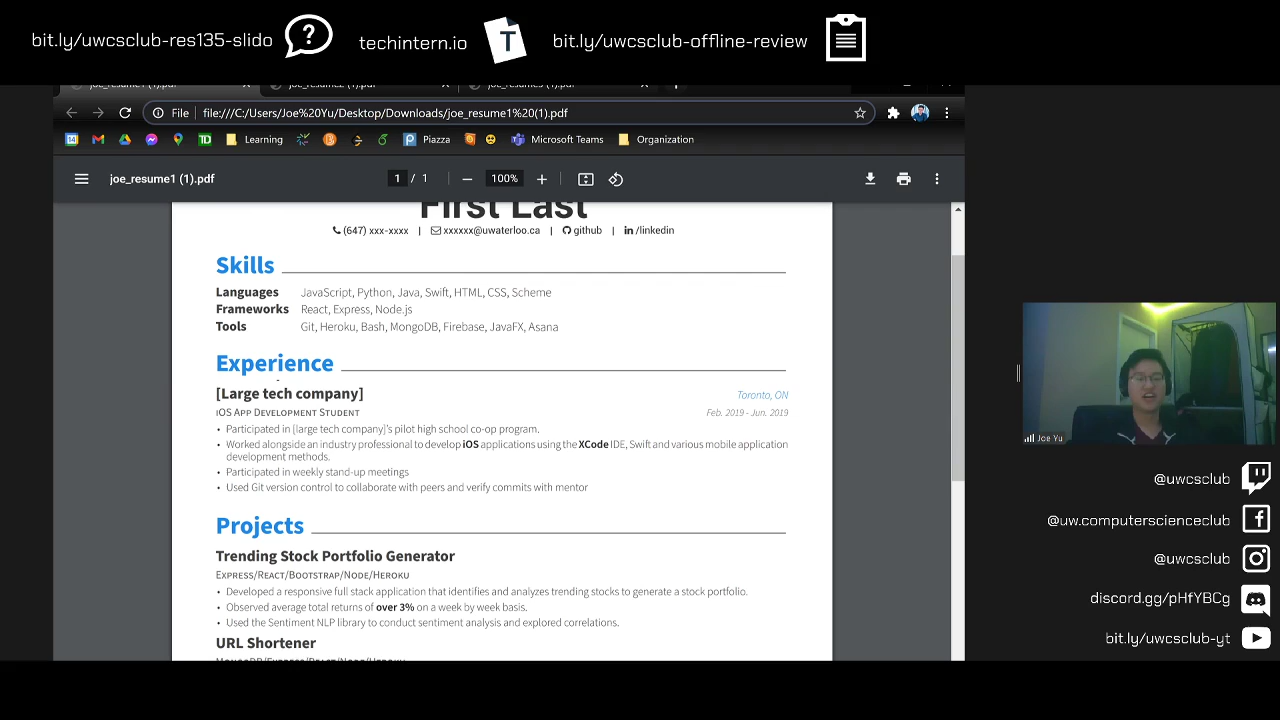 bit.ly/uwcsclub-res135-slido
techintern.io
T
bit.ly/uwcsclub-offline-review
File
file:///C:/Users/Joe%20Yu/Desktop/Downloads/joe_resume1%20(1).pdf
Learning
Piazza
Microsoft Teams
Organization
joe_resume1 (1).pdf
1 / 1
100%
First Last
(647) xxx-xxxx | xxxxxx@uwaterloo.ca | github | /linkedin
Skills
Languages JavaScript, Python, Java, Swift, HTML, CSS, Scheme
Frameworks React, Express, Node.js
Tools Git, Heroku, Bash, MongoDB, Firebase, JavaFX, Asana
Experience
[Large tech company] Toronto, ON
iOS App Development Student Feb. 2019 - Jun. 2019
• Participated in [large tech company]'s pilot high school co-op program.
• Worked alongside an industry professional to develop iOS applications using the XCode IDE, Swift and various mobile application
development methods.
• Participated in weekly stand-up meetings
• Used Git version control to collaborate with peers and verify commits with mentor
Projects
Trending Stock Portfolio Generator
Express/React/Bootstrap/Node/Heroku
• Developed a responsive full stack application that identifies and analyzes trending stocks to generate a stock portfolio.
• Observed average total returns of over 3% on a week by week basis.
• Used the Sentiment NLP library to conduct sentiment analysis and explored correlations.
URL Shortener
MongoDB/Express/React/Node/Heroku
Joe Yu
@uwcsclub
@uw.computerscienceclub
@uwcsclub
discord.gg/pHfYBCg
bit.ly/uwcsclub-yt